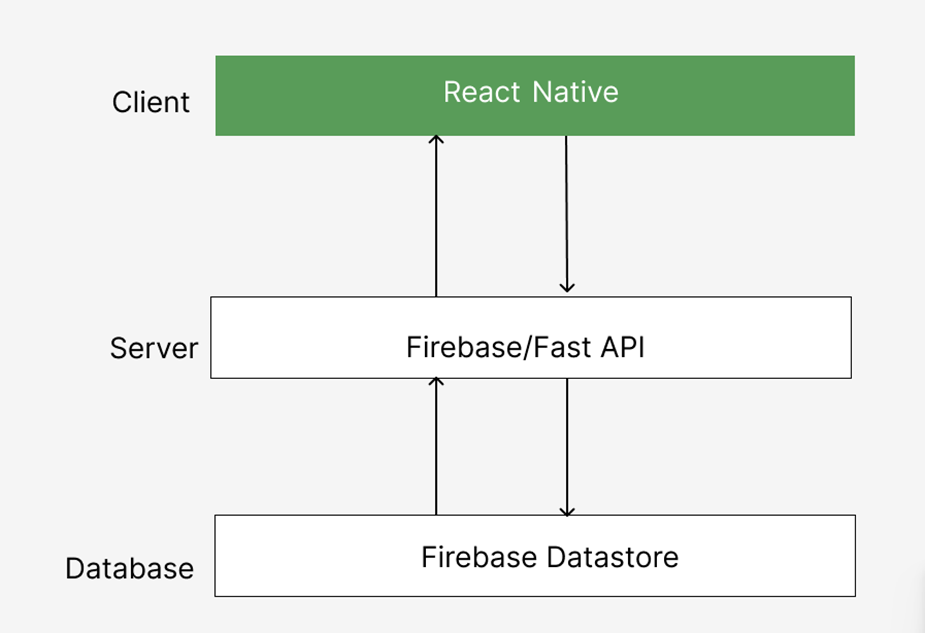 Client
React Native
Server
Firebase/Fast API
Database
Firebase Datastore